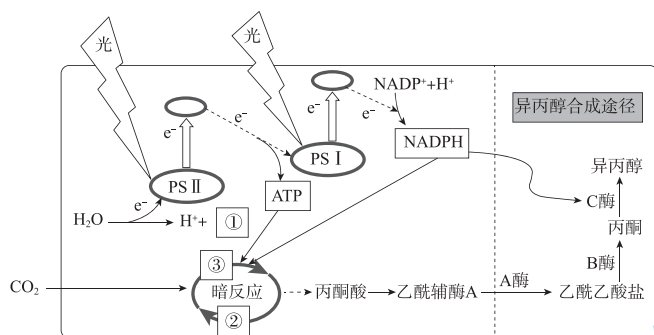 光
光
NADP⁺+H⁺
异丙醇合成途径
e⁻
e⁻
e⁻
e⁻
NADPH
PSⅠ
异丙醇
PSⅡ
ATP
C酶
e⁻
H₂O
H⁺+
①
丙酮
③
B酶
CO₂
暗反应
丙酮酸
乙酰辅酶A
A酶
乙酰乙酸盐
②